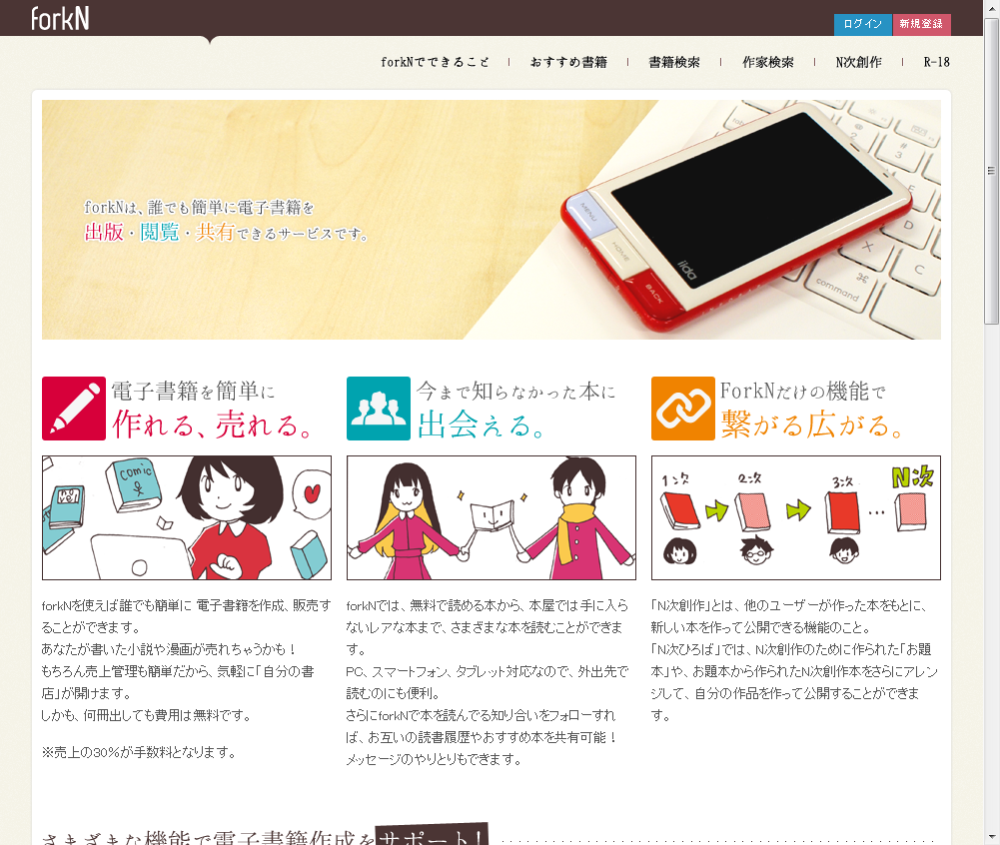 forkN
ログイン
新規登録
forkNでできること
おすすめ書籍
書籍検索
作家検索
N次創作
R-18
forkNは、誰でも簡単に電子書籍を
出版・閲覧・共有できるサービスです。
MENU
HOME
BACK
iida
command
電子書籍を簡単に
作れる、売れる。
今まで知らなかった本に
出会える。
ForkNだけの機能で
繋がる広がる。
novel
comic
1次
2次
3次
…
N次
forkNを使えば誰でも簡単に 電子書籍を作成、販売す
ることができます。
あなたが書いた小説や漫画が売れちゃうかも！
もちろん売上管理も簡単だから、気軽に「自分の書
店」が開けます。
しかも、何冊出しても費用は無料です。
※売上の30%が手数料となります。
forkNでは、無料で読める本から、本屋では手に入ら
ないレアな本まで、さまざまな本を読むことができま
す。
PC、スマートフォン、タブレット対応なので、外出先で
読むのにも便利。
さらにforkNで本を読んでる知り合いをフォローすれ
ば、お互いの読書履歴やおすすめ本を共有可能！
メッセージのやりとりもできます。
「N次創作」とは、他のユーザーが作った本をもとに、
新しい本を作って公開できる機能のこと。
「N次ひろば」では、N次創作のために作られた「お題
本」や、お題本から作られたN次創作本をさらにアレン
ジして、自分の作品を作って公開することができま
す。
さまざまな機能で電子書籍作成をサポート！